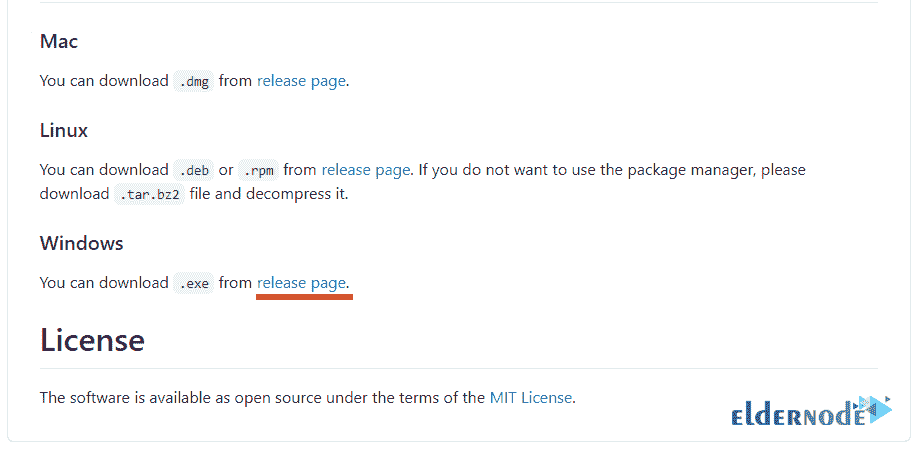 Mac
You can download .dmg from release page.
Linux
You can download .deb or .rpm from release page. If you do not want to use the package manager, please
download .tar.bz2 file and decompress it.
Windows
You can download .exe from release page.
License
The software is available as open source under the terms of the MIT License.
eldernode